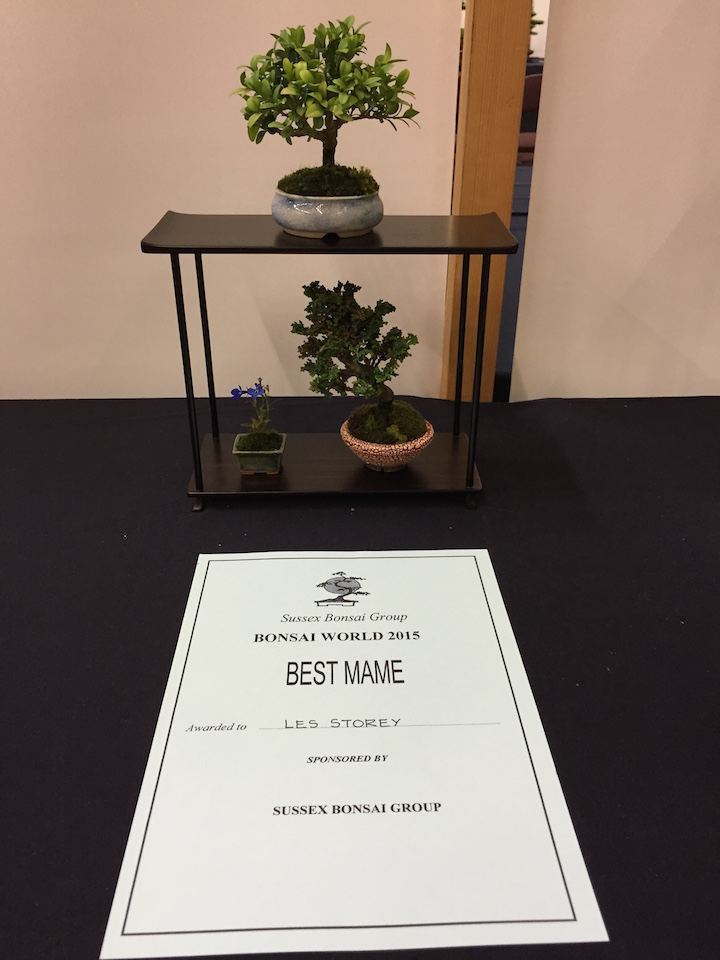 Sussex Bonsai Group
BONSAI WORLD 2015
BEST MAME
Awarded to LES STOREY
SPONSORED BY
SUSSEX BONSAI GROUP